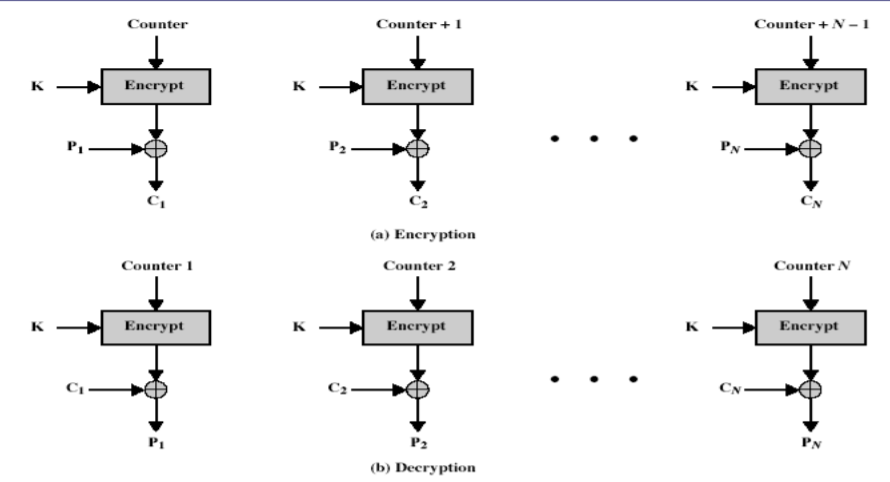 Counter Counter + 1 Counter + N – 1
K Encrypt K Encrypt K Encrypt
P1 P2 PN
C1 C2 CN
(a) Encryption
Counter 1 Counter 2 Counter N
K Encrypt K Encrypt K Encrypt
C1 C2 CN
P1 P2 PN
(b) Decryption